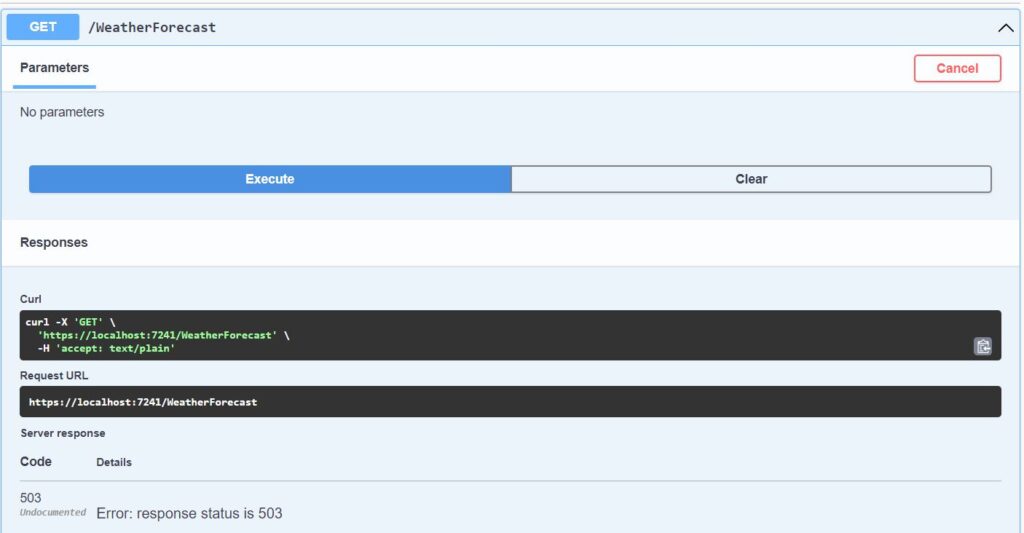 GET /WeatherForecast
Parameters
Cancel
No parameters
Execute
Clear
Responses
Curl
curl -X 'GET' \
'https://localhost:7241/WeatherForecast' \
-H 'accept: text/plain'
Request URL
https://localhost:7241/WeatherForecast
Server response
Code Details
503
Undocumented
Error: response status is 503